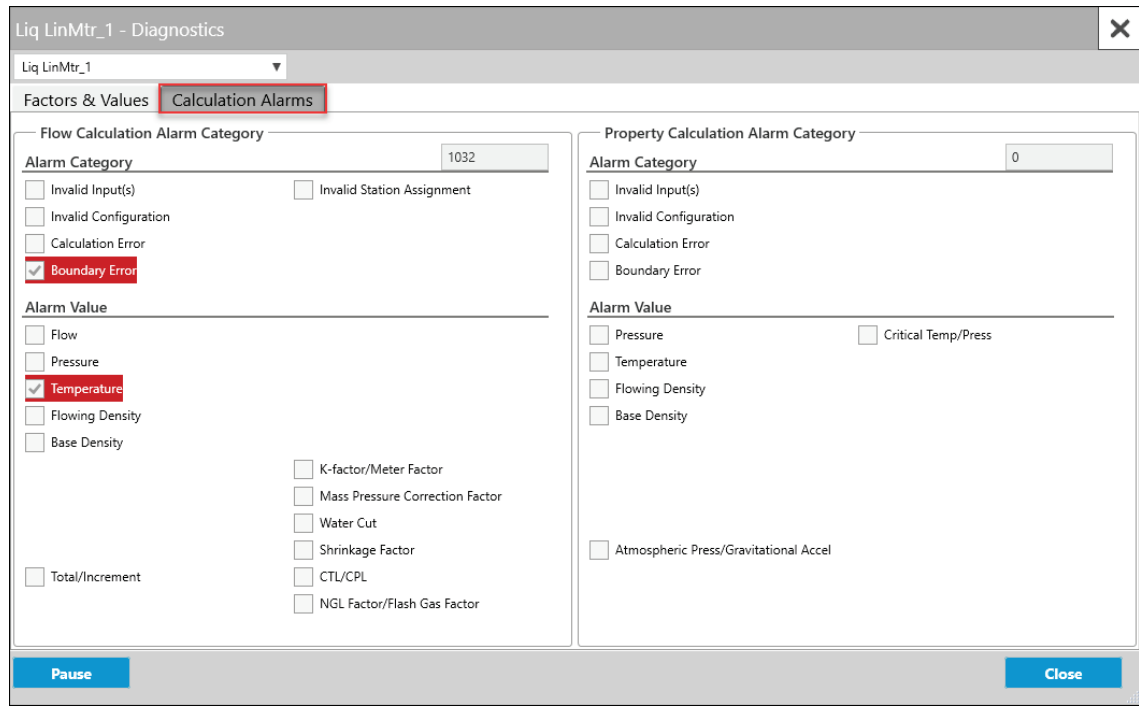 Liq LinMtr_1 - Diagnostics
Liq LinMtr_1
Factors & Values
Calculation Alarms
Flow Calculation Alarm Category
Alarm Category
1032
Invalid Input(s)
Invalid Station Assignment
Invalid Configuration
Calculation Error
Boundary Error
Alarm Value
Flow
Pressure
Temperature
Flowing Density
Base Density
K-factor/Meter Factor
Mass Pressure Correction Factor
Water Cut
Shrinkage Factor
Total/Increment
CTL/CPL
NGL Factor/Flash Gas Factor
Property Calculation Alarm Category
Alarm Category
0
Invalid Input(s)
Invalid Configuration
Calculation Error
Boundary Error
Alarm Value
Pressure
Critical Temp/Press
Temperature
Flowing Density
Base Density
Atmospheric Press/Gravitational Accel
Pause
Close